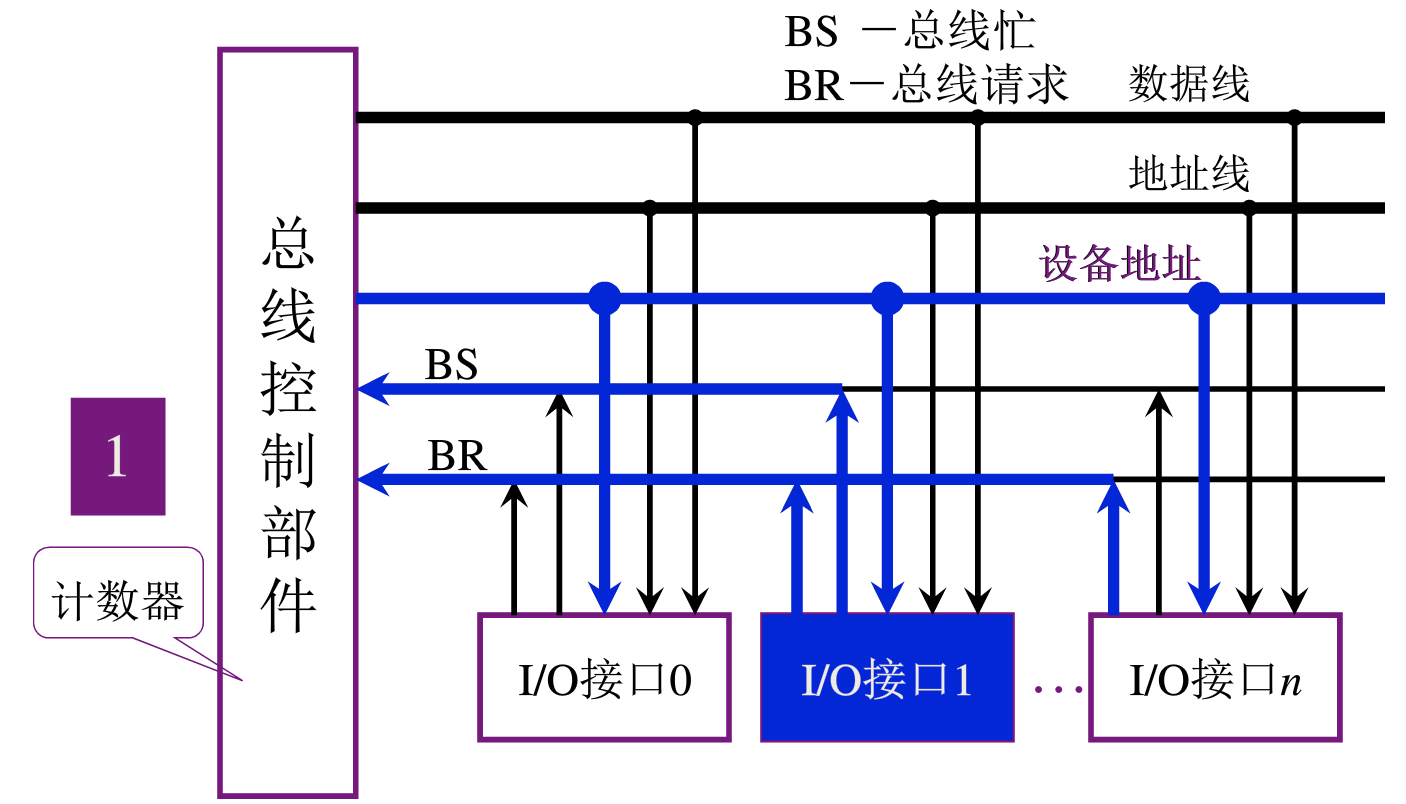 BS －总线忙
BR－总线请求
数据线
地址线
设备地址
BS
BR
总线控制部件
1
计数器
I/O接口0
I/O接口1
…
I/O接口n